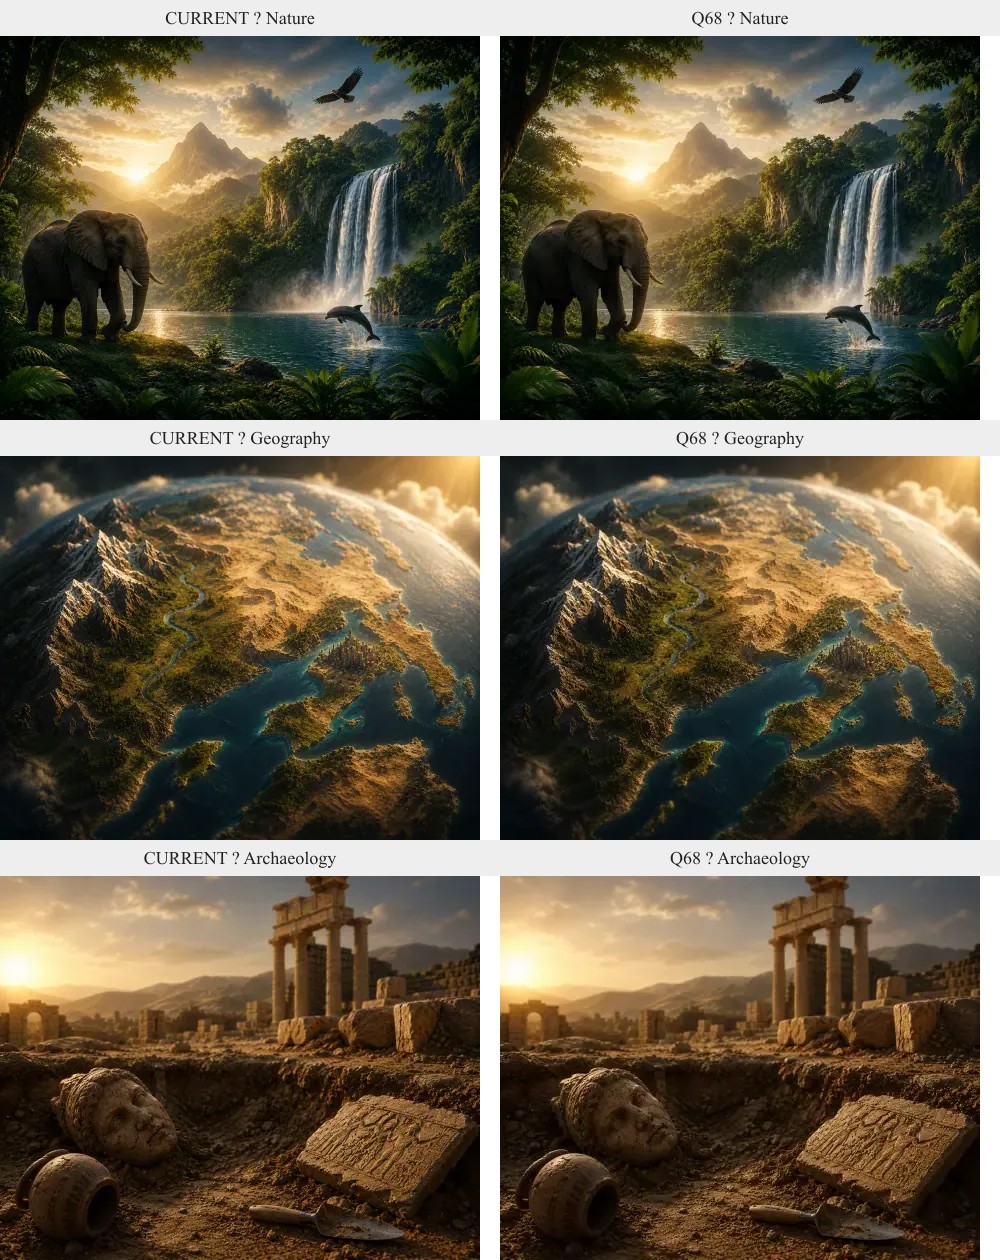 CURRENT ? Nature
Q68 ? Nature
CURRENT ? Geography
Q68 ? Geography
CURRENT ? Archaeology
Q68 ? Archaeology